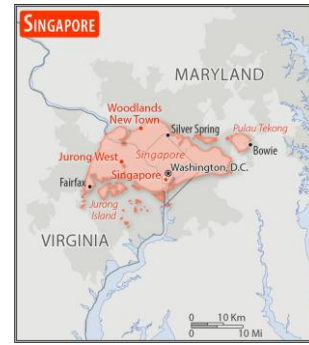 SINGAPORE
MARYLAND
Woodlands
New Town
Silver Spring
Pulau Tekong
Singapore
Bowie
Jurong West
Washington, D.C.
Singapore
Fairfax
Jurong
Island
VIRGINIA
0 10 Km
0 10 Mi